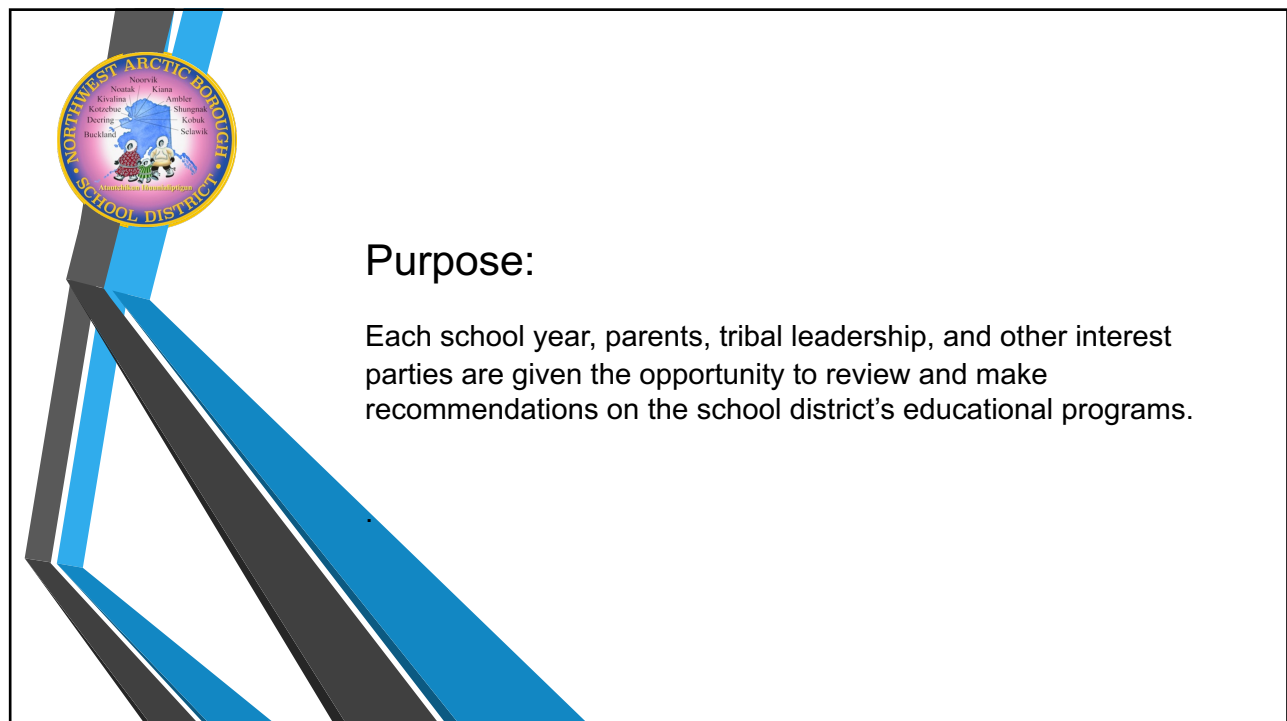 NORTHWEST ARCTIC BOROUGH
Noorvik
Noatak Kiana
Kivalina Ambler
Kotzebue Shungnak
Deering Kobuk
Buckland Selawik
SCHOOL DISTRICT
Purpose:
Each school year, parents, tribal leadership, and other interest
parties are given the opportunity to review and make
recommendations on the school district’s educational programs.
.